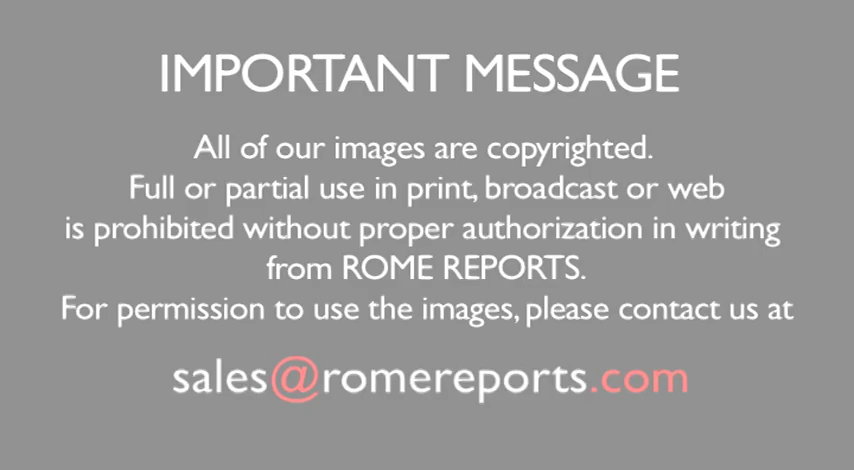 IMPORTANT MESSAGE
All of our images are copyrighted.
Full or partial use in print, broadcast or web
is prohibited without proper authorization in writing
from ROME REPORTS.
For permission to use the images, please contact us at
sales@romereports.com